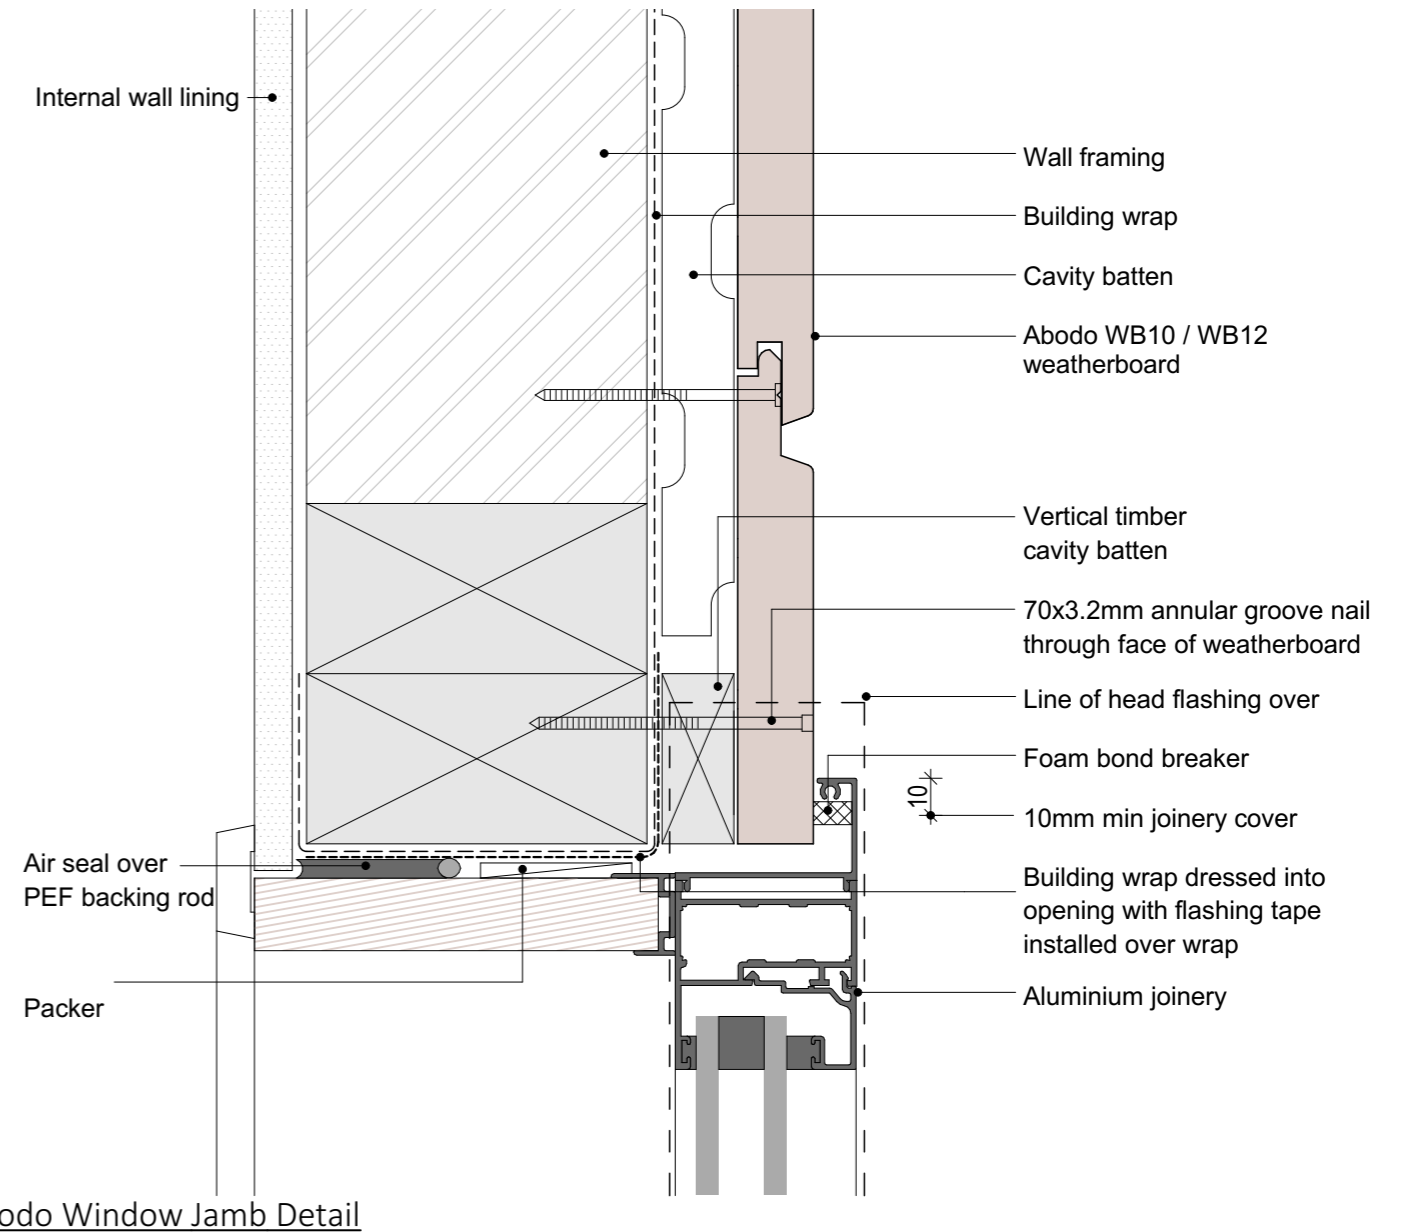 Internal wall lining
Wall framing
Building wrap
Cavity batten
Abodo WB10 / WB12
weatherboard
Vertical timber
cavity batten
70x3.2mm annular groove nail
through face of weatherboard
Line of head flashing over
Foam bond breaker
10
10mm min joinery cover
Air seal over
PEF backing rod
Building wrap dressed into
opening with flashing tape
installed over wrap
Aluminium joinery
Packer
odo Window Jamb Detail